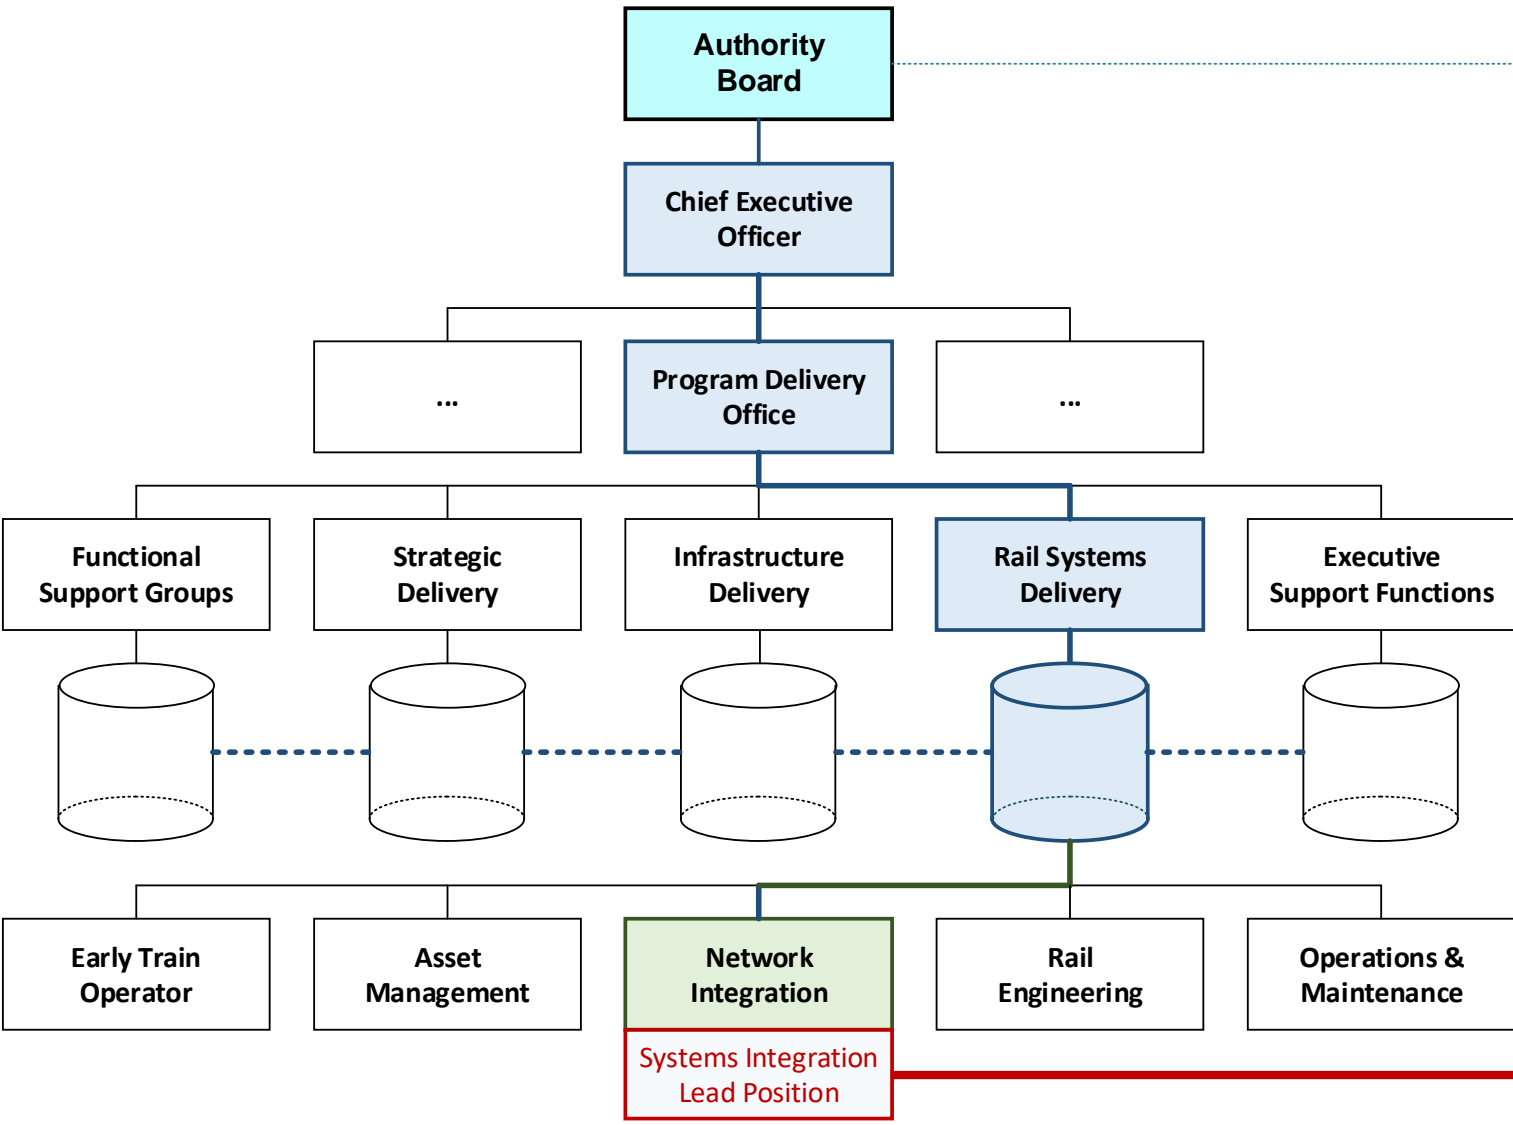 Authority
Board
Chief Executive
Officer
...
Program Delivery
Office
...
Functional
Support Groups
Strategic
Delivery
Infrastructure
Delivery
Rail Systems
Delivery
Executive
Support Functions
Early Train
Operator
Asset
Management
Network
Integration
Rail
Engineering
Operations &
Maintenance
Systems Integration
Lead Position